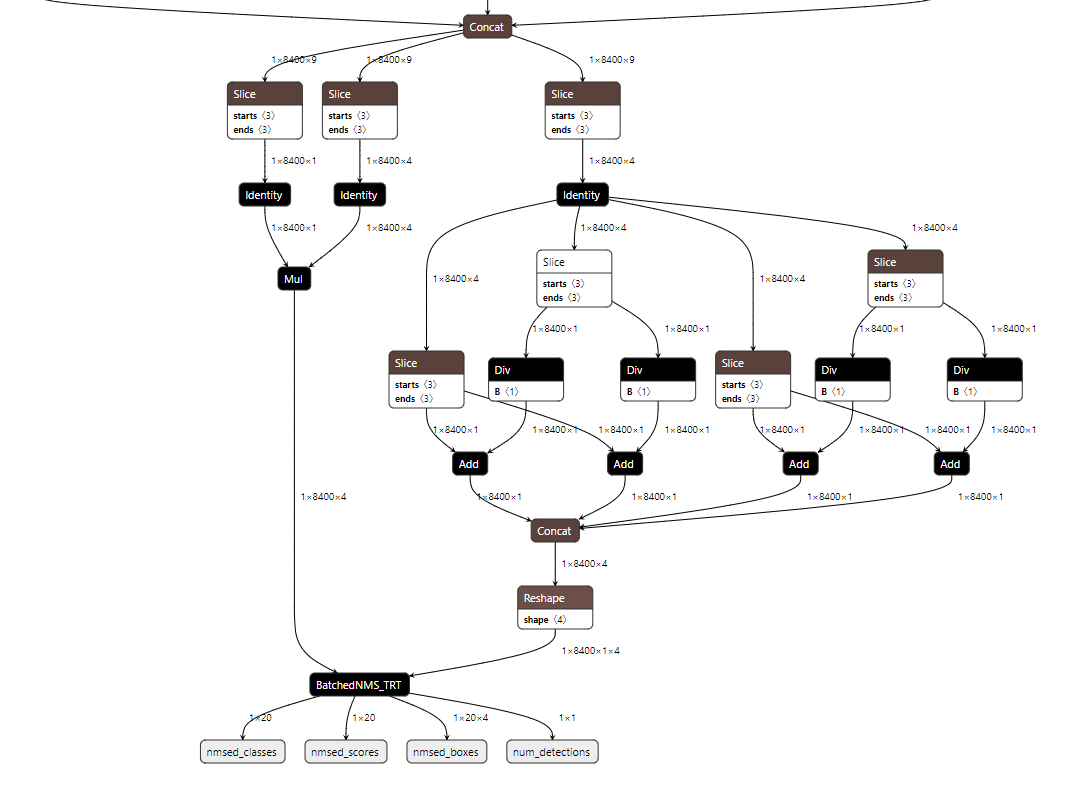 Concat
1×8400×9
1×8400×9
1×8400×9
Slice
starts 〈3〉
ends 〈3〉
Slice
starts 〈3〉
ends 〈3〉
Slice
starts 〈3〉
ends 〈3〉
1×8400×1
1×8400×4
1×8400×4
Identity
Identity
Identity
1×8400×1
1×8400×4
1×8400×4
1×8400×4
Mul
1×8400×4
Slice
starts 〈3〉
ends 〈3〉
1×8400×4
Slice
starts 〈3〉
ends 〈3〉
1×8400×1
1×8400×1
1×8400×1
1×8400×1
Slice
starts 〈3〉
ends 〈3〉
Div
B 〈1〉
Div
B 〈1〉
Slice
starts 〈3〉
ends 〈3〉
Div
B 〈1〉
Div
B 〈1〉
1×8400×1
1×8400×1
1×8400×1
1×8400×1
1×8400×1
1×8400×1
1×8400×1
1×8400×1
Add
Add
Add
Add
1×8400×4
1×8400×1
1×8400×1
1×8400×1
1×8400×1
Concat
1×8400×4
Reshape
shape 〈4〉
1×8400×1×4
BatchedNMS_TRT
1×20
1×20
1×20×4
1×1
nmsed_classes
nmsed_scores
nmsed_boxes
num_detections